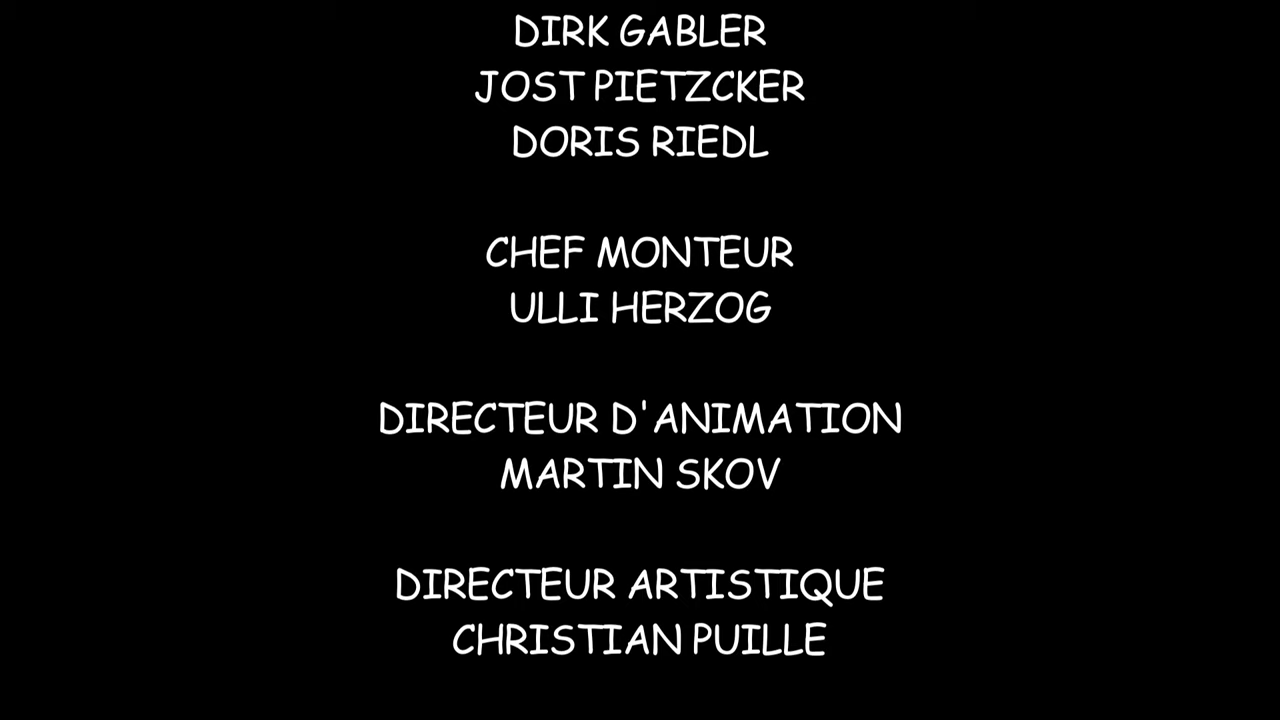 DIRK GABLER
JOST PIETZCKER
DORIS RIEDL
CHEF MONTEUR
ULLI HERZOG
DIRECTEUR D'ANIMATION
MARTIN SKOV
DIRECTEUR ARTISTIQUE
CHRISTIAN PUILLE